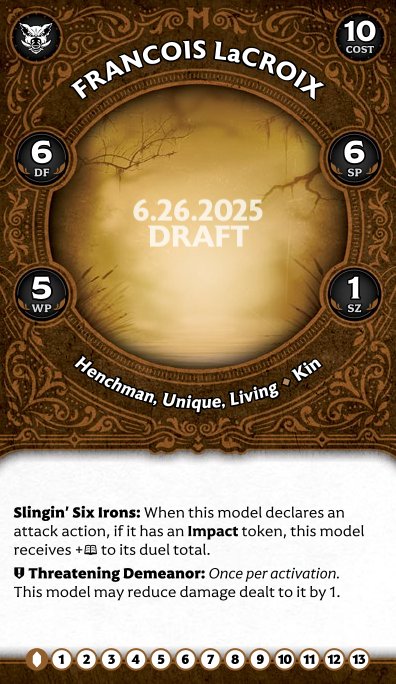 FRANCOIS LaCROIX
10
COST
6
DF
6
SP
6.26.2025
DRAFT
5
WP
1
SZ
Henchman, Unique, Living • Kin
Slingin’ Six Irons: When this model declares an
attack action, if it has an Impact token, this model
receives + to its duel total.
Threatening Demeanor: Once per activation.
This model may reduce damage dealt to it by 1.
1 2 3 4 5 6 7 8 9 10 11 12 13